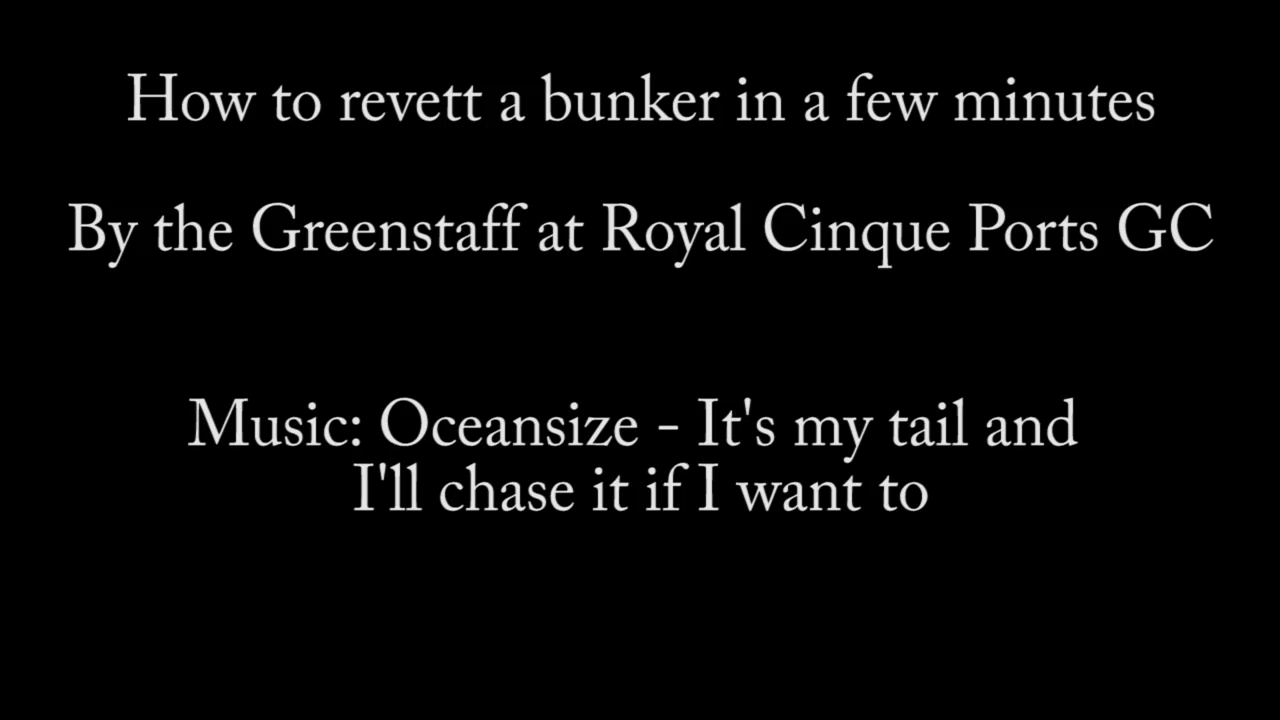 How to revett a bunker in a few minutes
By the Greenstaff at Royal Cinque Ports GC
Music: Oceansize - It's my tail and
I'll chase it if I want to